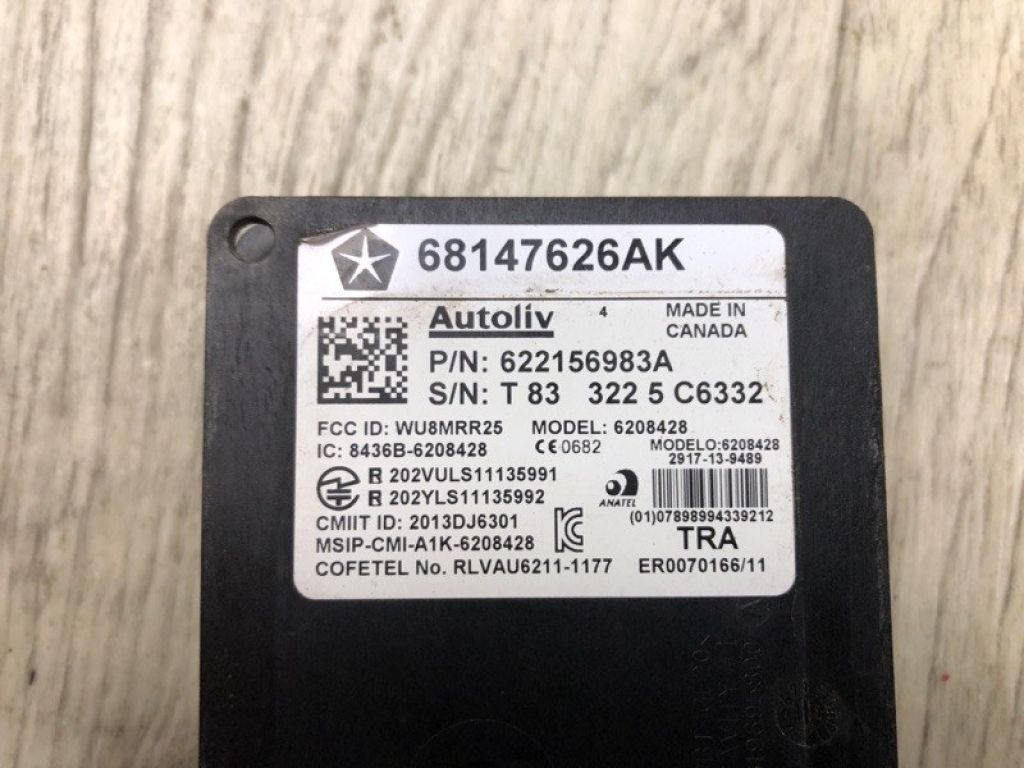 68147626AK
Autoliv 4 MADE IN CANADA
P/N: 622156983A
S/N: T 83 322 5 C6332
FCC ID: WU8MRR25 MODEL: 6208428
IC: 8436B-6208428 CE0682 MODELO:6208428
2917-13-9489
R 202VULS11135991
R 202YLS11135992
ANATEL
(01)07898994339212
CMIIT ID: 2013DJ6301
MSIP-CMI-A1K-6208428 TRA
COFETEL No. RLVAU6211-1177 ER0070166/11